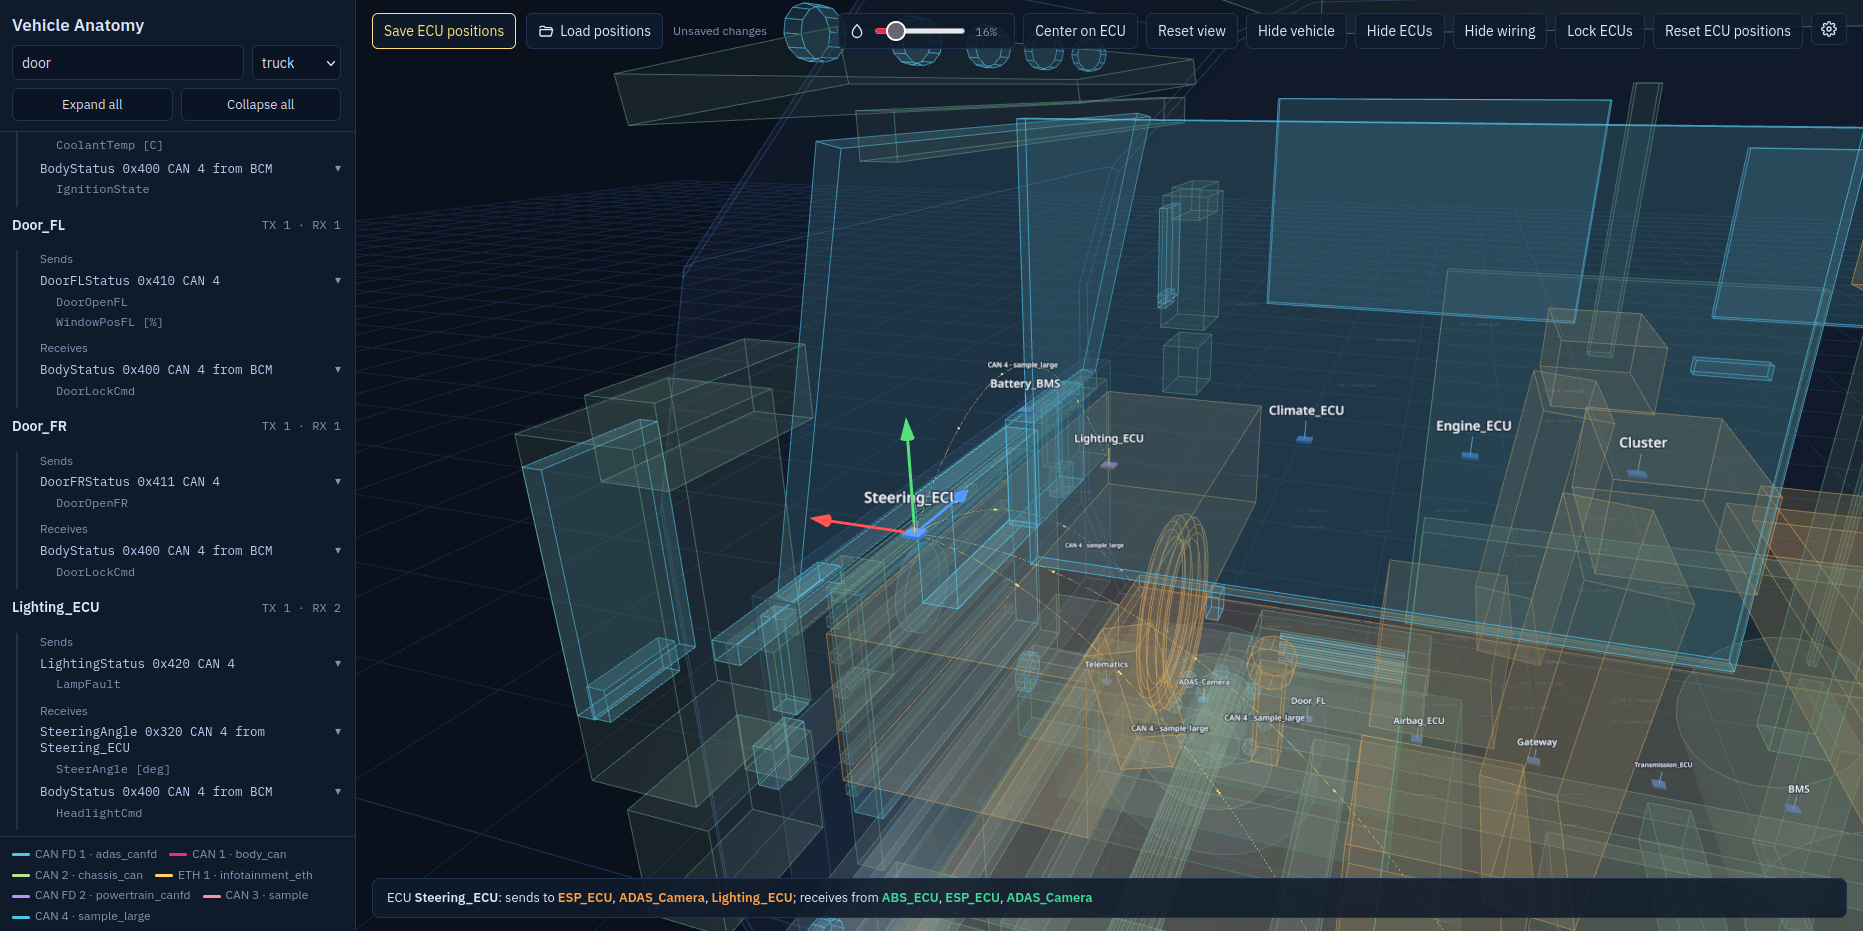 Vehicle Anatomy
door
truck
Expand all
Collapse all
CoolantTemp [C]
BodyStatus 0x400 CAN 4 from BCM
IgnitionState
Door_FL
TX 1 · RX 1
Sends
DoorFLStatus 0x410 CAN 4
DoorOpenFL
WindowPosFL [%]
Receives
BodyStatus 0x400 CAN 4 from BCM
DoorLockCmd
Door_FR
TX 1 · RX 1
Sends
DoorFRStatus 0x411 CAN 4
DoorOpenFR
Receives
BodyStatus 0x400 CAN 4 from BCM
DoorLockCmd
Lighting_ECU
TX 1 · RX 2
Sends
LightingStatus 0x420 CAN 4
LampFault
Receives
SteeringAngle 0x320 CAN 4 from
Steering_ECU
SteerAngle [deg]
BodyStatus 0x400 CAN 4 from BCM
HeadlightCmd
CAN FD 1 · adas_canfd
CAN 1 · body_can
CAN 2 · chassis_can
ETH 1 · infotainment_eth
CAN FD 2 · powertrain_canfd
CAN 3 · sample
CAN 4 · sample_large
Save ECU positions
Load positions
Unsaved changes
16%
Center on ECU
Reset view
Hide vehicle
Hide ECUs
Hide wiring
Lock ECUs
Reset ECU positions
CAN 4 · sample_large
Battery_BMS
Climate_ECU
Engine_ECU
Lighting_ECU
Cluster
Steering_ECU
CAN 4 · sample_large
Telematics
ADAS_Camera
Door_FL
CAN 4 · sample_large
CAN 4 · sample_large
Airbag_ECU
Gateway
Transmission_ECU
BMS
ECU Steering_ECU: sends to ESP_ECU, ADAS_Camera, Lighting_ECU; receives from ABS_ECU, ESP_ECU, ADAS_Camera